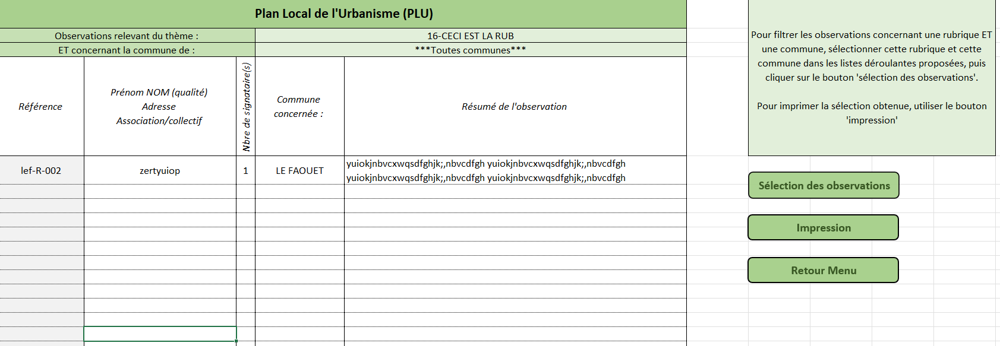 Plan Local de l'Urbanisme (PLU)
Observations relevant du thème :
16-CECI EST LA RUB
ET concernant la commune de :
***Toutes communes***
Référence
Prénom NOM (qualité)
Adresse
Association/collectif
Nbre de signataire(s)
Commune
concernée :
Résumé de l'observation
lef-R-002
zertyuiop
1
LE FAOUET
yuiokjnbvcxwqsdfghjk;,nbvcdfgh yuiokjnbvcxwqsdfghjk;,nbvcdfgh
yuiokjnbvcxwqsdfghjk;,nbvcdfgh yuiokjnbvcxwqsdfghjk;,nbvcdfgh
Pour filtrer les observations concernant une rubrique ET
une commune, sélectionner cette rubrique et cette
commune dans les listes déroulantes proposées, puis
cliquer sur le bouton 'sélection des observations'.
Pour imprimer la sélection obtenue, utiliser le bouton
'impression'
Sélection des observations
Impression
Retour Menu